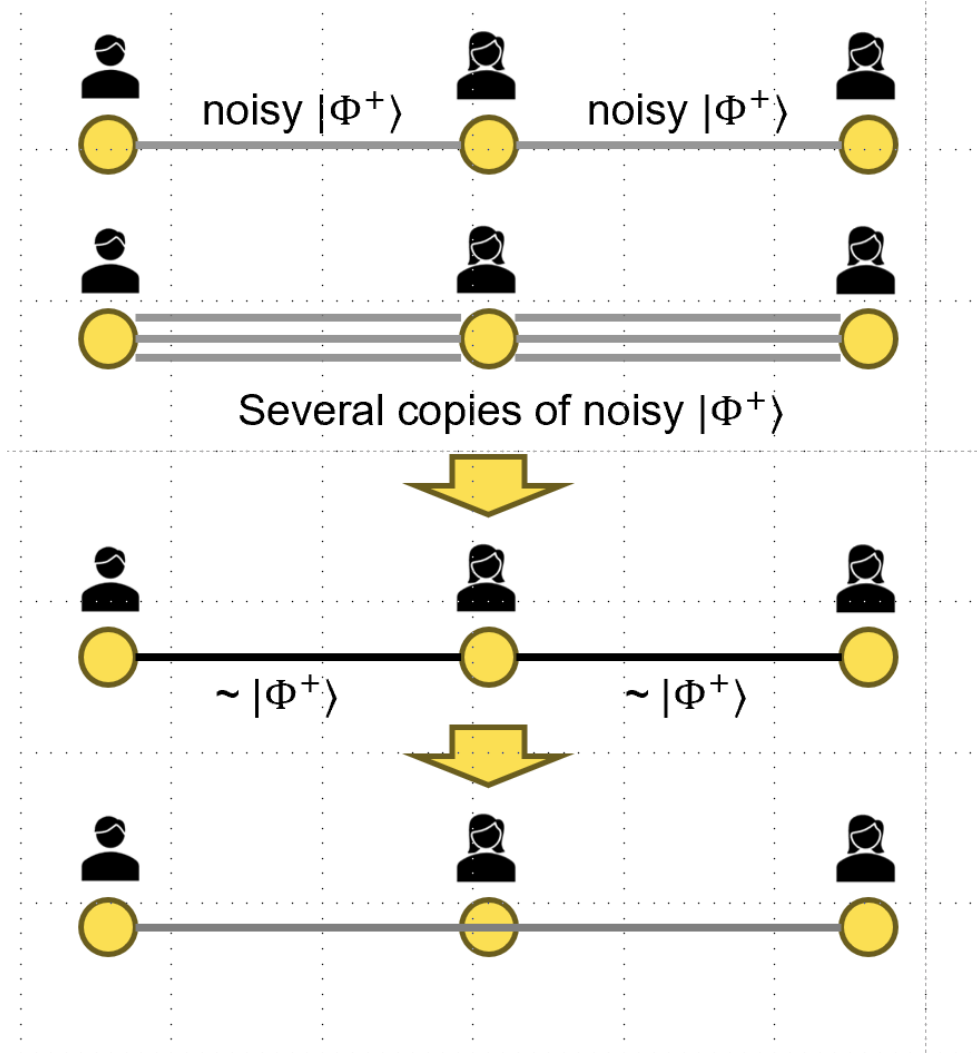 noisy |Φ⁺⟩ noisy |Φ⁺⟩
Several copies of noisy |Φ⁺⟩
~ |Φ⁺⟩ ~ |Φ⁺⟩